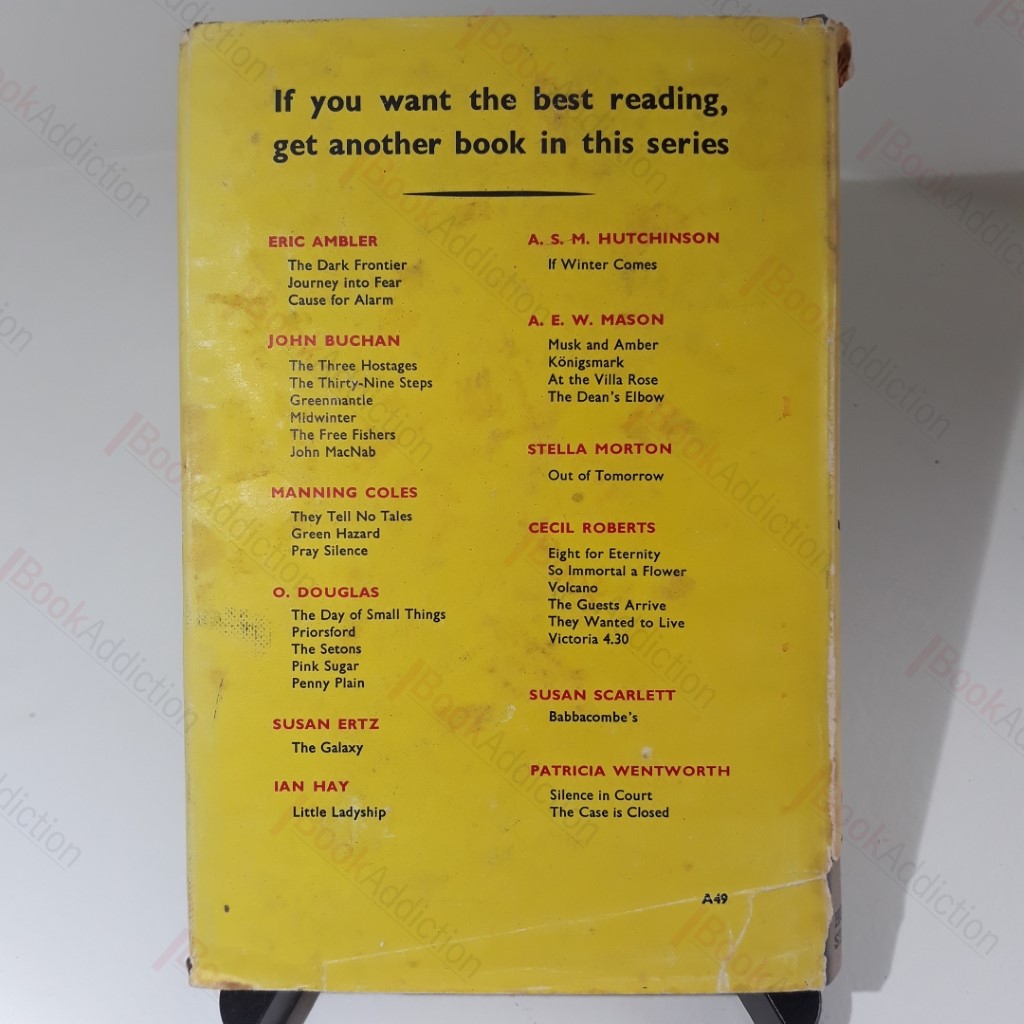 If you want the best reading,
get another book in this series
ERIC AMBLER
The Dark Frontier
Journey into Fear
Cause for Alarm
JOHN BUCHAN
The Three Hostages
The Thirty-Nine Steps
Greenmantle
Midwinter
The Free Fishers
John MacNab
MANNING COLES
They Tell No Tales
Green Hazard
Pray Silence
O. DOUGLAS
The Day of Small Things
Priorsford
The Setons
Pink Sugar
Penny Plain
SUSAN ERTZ
The Galaxy
IAN HAY
Little Ladyship
A. S. M. HUTCHINSON
If Winter Comes
A. E. W. MASON
Musk and Amber
Königsmark
At the Villa Rose
The Dean's Elbow
STELLA MORTON
Out of Tomorrow
CECIL ROBERTS
Eight for Eternity
So Immortal a Flower
Volcano
The Guests Arrive
They Wanted to Live
Victoria 4.30
SUSAN SCARLETT
Babbacombe's
PATRICIA WENTWORTH
Silence in Court
The Case is Closed
A49
BookAddiction